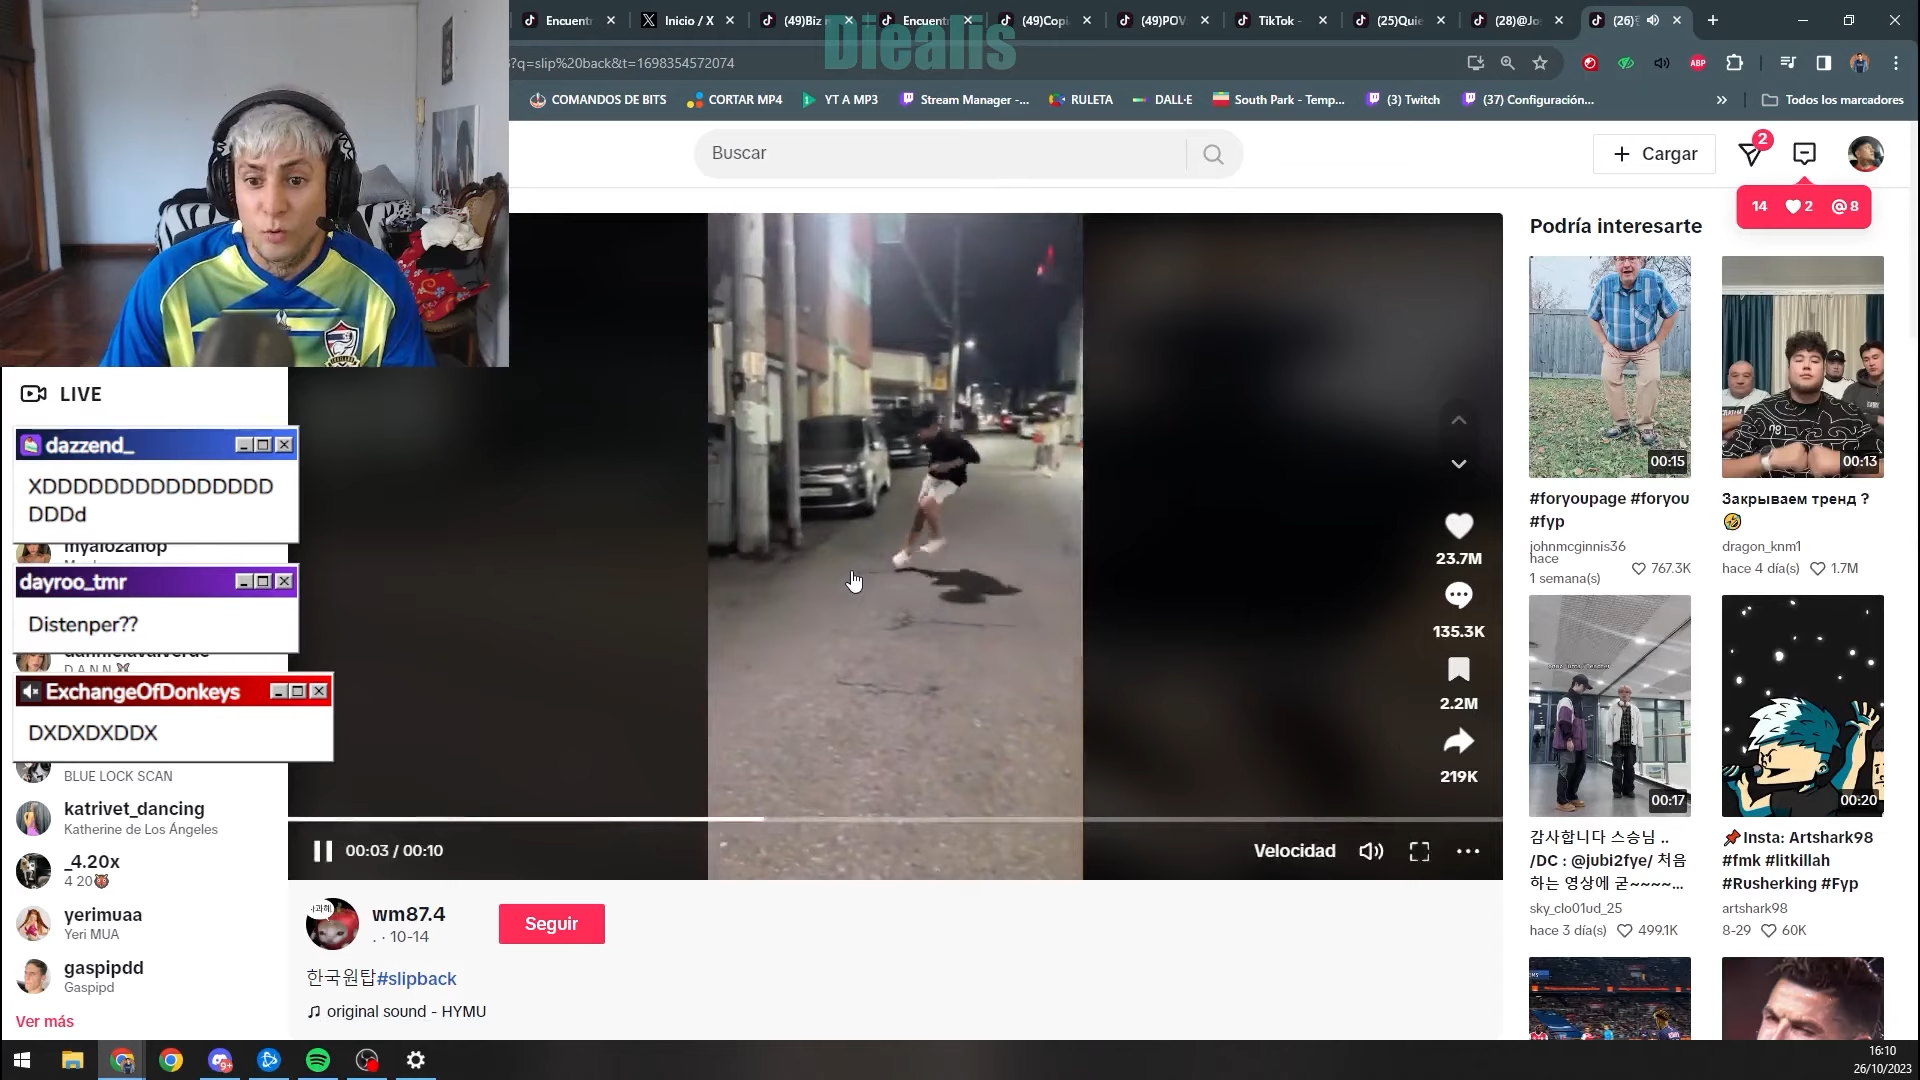 Encuent
Inicio / X
(49)Biz
Encuent
(49)Copi
(49)POV
TikTok -
(25)Quie
(28)@Jo
(26)
Diealis
?q=slip%20back&t=1698354572074
ABP
COMANDOS DE BITS
CORTAR MP4
YT A MP3
Stream Manager -...
RULETA
DALL·E
South Park - Temp...
(3) Twitch
(37) Configuración...
»
Todos los marcadores
Buscar
+ Cargar
2
14
2
@ 8
Podría interesarte
LIVE
dazzend_
XDDDDDDDDDDDDDDD
DDDd
myalozanop
dayroo_tmr
Distenper??
D A N N
ExchangeOfDonkeys
DXDXDXDDX
BLUE LOCK SCAN
katrivet_dancing
Katherine de Los Ángeles
_4.20x
4 20👹
yerimuaa
Yeri MUA
gaspipdd
Gaspipd
Ver más
23.7M
135.3K
2.2M
219K
00:03 / 00:10
Velocidad
wm87.4
. · 10-14
Seguir
한국원탑#slipback
original sound - HYMU
00:15
#foryoupage #foryou
#fyp
johnmcginnis36
hace
1 semana(s)
767.3K
00:13
Закрываем тренд ?
🤣
dragon_knm1
hace 4 día(s)
1.7M
00:17
감사합니다 스승님 ..
/DC : @jubi2fye/ 처음
하는 영상에 굳~~~~...
sky_clo01ud_25
hace 3 día(s)
499.1K
00:20
📌Insta: Artshark98
#fmk #litkillah
#Rusherking #Fyp
artshark98
8-29
60K
9+
16:10
26/10/2023